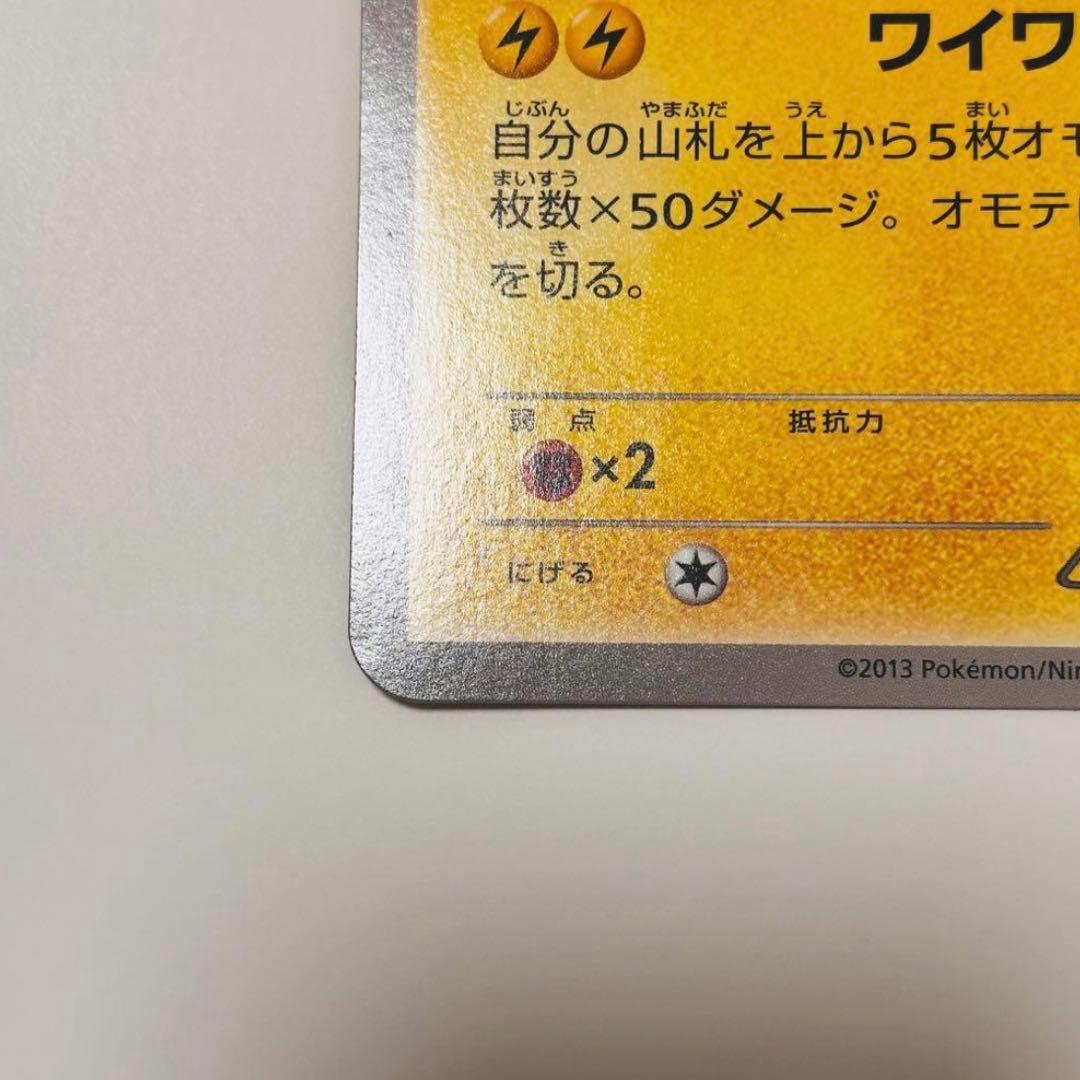 ワイワ
じぶん やまふだ うえ まい
自分の山札を上から5枚オモ
まいすう
枚数×50ダメージ。オモテに
き
を切る。
弱点 抵抗力
×2
にげる
©2013 Pokémon/Nin